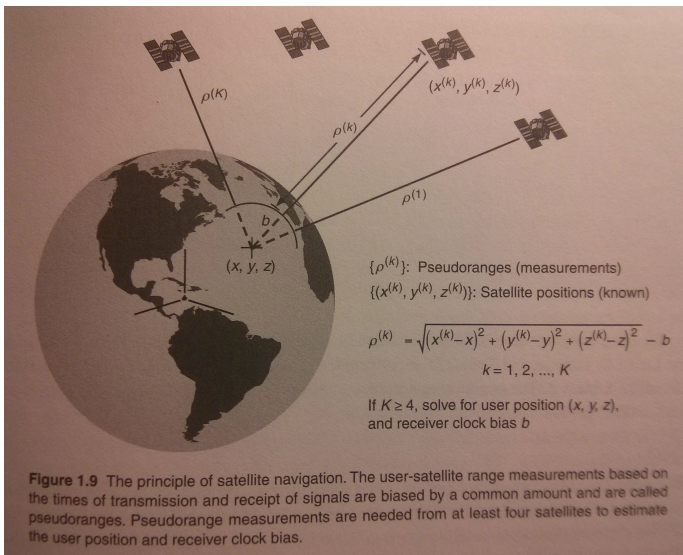 ρ(K)
(x(k), y(k), z(k))
ρ(k)
ρ(1)
b
(x, y, z)
{ρ(k)}: Pseudoranges (measurements)
{(x(k), y(k), z(k))}: Satellite positions (known)
ρ(k) = √(x(k)–x)2 + (y(k)–y)2 + (z(k)–z)2 – b
k = 1, 2, ..., K
If K ≥ 4, solve for user position (x, y, z),
and receiver clock bias b
Figure 1.9 The principle of satellite navigation. The user-satellite range measurements based on
the times of transmission and receipt of signals are biased by a common amount and are called
pseudoranges. Pseudorange measurements are needed from at least four satellites to estimate
the user position and receiver clock bias.